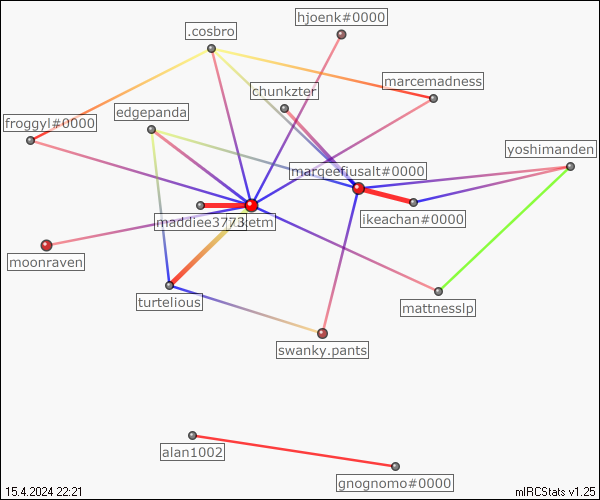 hjoenk#0000
.cosbro
marcemadness
chunkzter
edgepanda
froggyl#0000
yoshimanden
margeefiusalt#0000
ikeachan#0000
maddiee3773
.etm
moonraven
turtelious
mattnesslp
swanky.pants
alan1002
gnognomo#0000
15.4.2024 22:21
mIRCStats v1.25